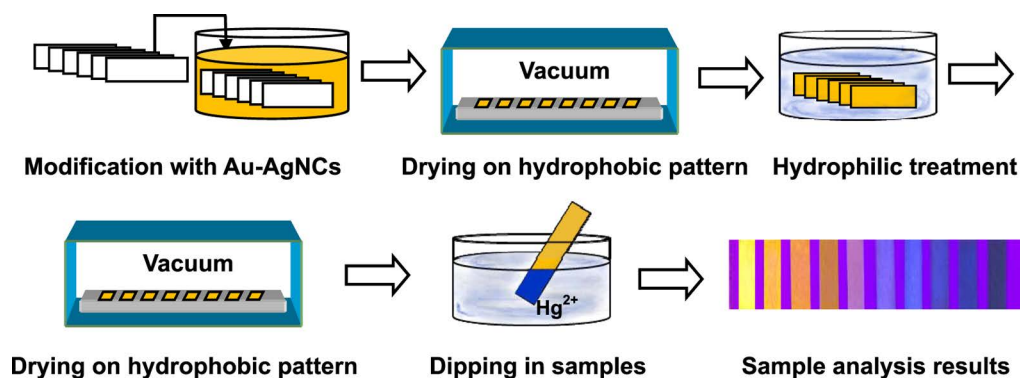 Vacuum
Modification with Au-AgNCs
Drying on hydrophobic pattern
Hydrophilic treatment
Vacuum
Hg²⁺
Drying on hydrophobic pattern
Dipping in samples
Sample analysis results